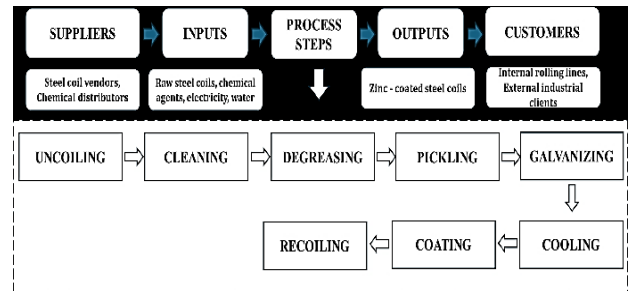 SUPPLIERS
INPUTS
PROCESS
STEPS
OUTPUTS
CUSTOMERS
Steel coil vendors,
Chemical distributors
Raw steel coils, chemical
agents, electricity, water
Zinc - coated steel coils
Internal rolling lines,
External industrial
clients
UNCOILING
CLEANING
DEGREASING
PICKLING
GALVANIZING
RECOILING
COATING
COOLING